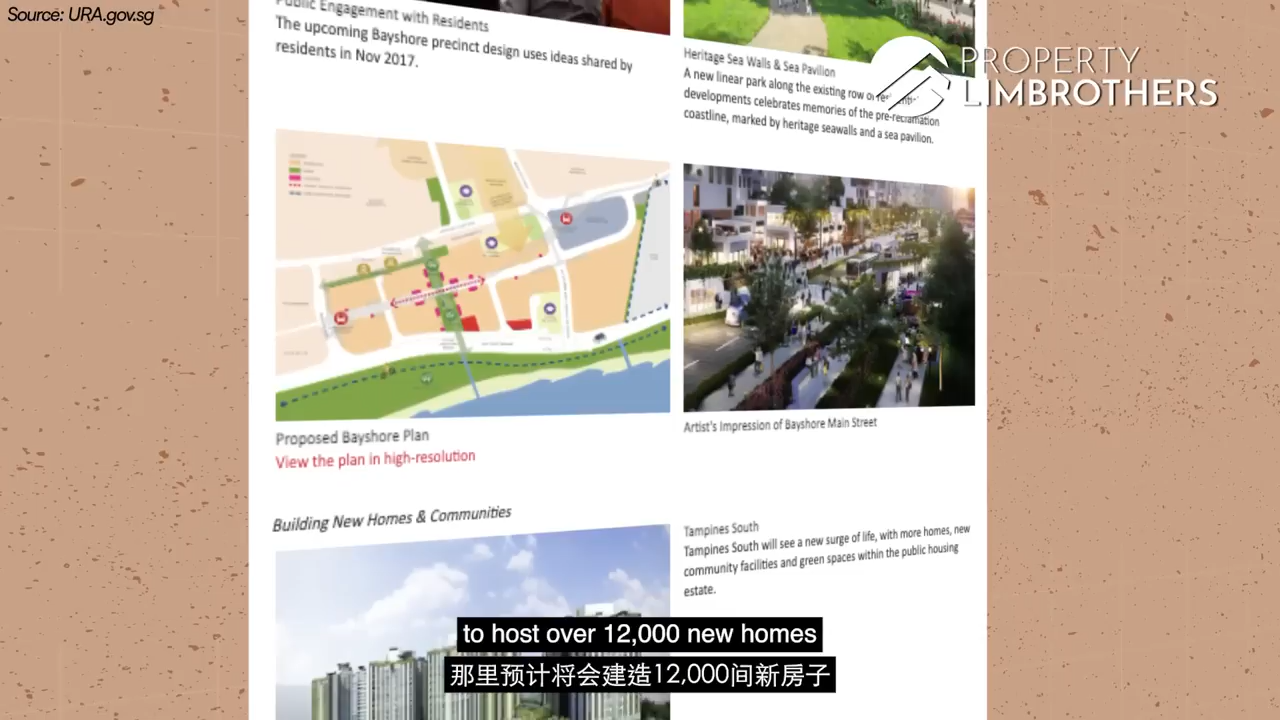 Source: URA.gov.sg
Public Engagement with Residents
The upcoming Bayshore precinct design uses ideas shared by
residents in Nov 2017.
Heritage Sea Walls & Sea Pavilion
A new linear park along the existing row of
developments celebrates memories of the pre-reclamation
coastline, marked by heritage seawalls and a sea pavilion.
PROPERTY
LIMBROTHERS
Proposed Bayshore Plan
View the plan in high-resolution
Artist's Impression of Bayshore Main Street
Building New Homes & Communities
Tampines South
Tampines South will see a new surge of life, with more homes, new
community facilities and green spaces within the public housing
estate.
to host over 12,000 new homes
那里预计将会建造12,000间新房子